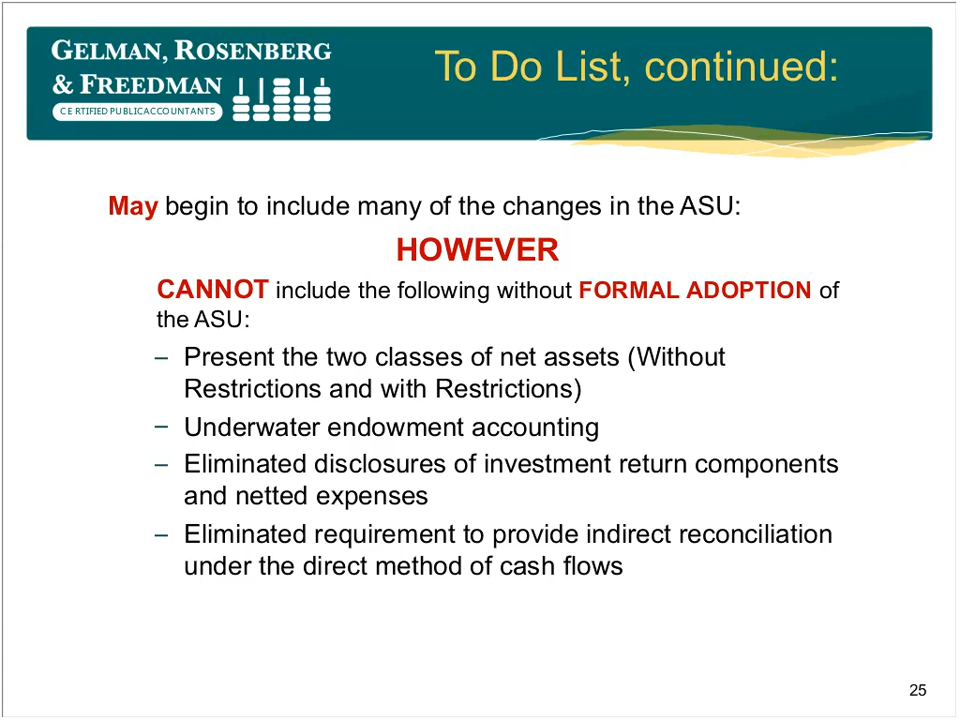 GELMAN, ROSENBERG
& FREEDMAN
CERTIFIED PUBLIC ACCOUNTANTS
To Do List, continued:
May begin to include many of the changes in the ASU:
HOWEVER
CANNOT include the following without FORMAL ADOPTION of
the ASU:
– Present the two classes of net assets (Without
Restrictions and with Restrictions)
– Underwater endowment accounting
– Eliminated disclosures of investment return components
and netted expenses
– Eliminated requirement to provide indirect reconciliation
under the direct method of cash flows
25